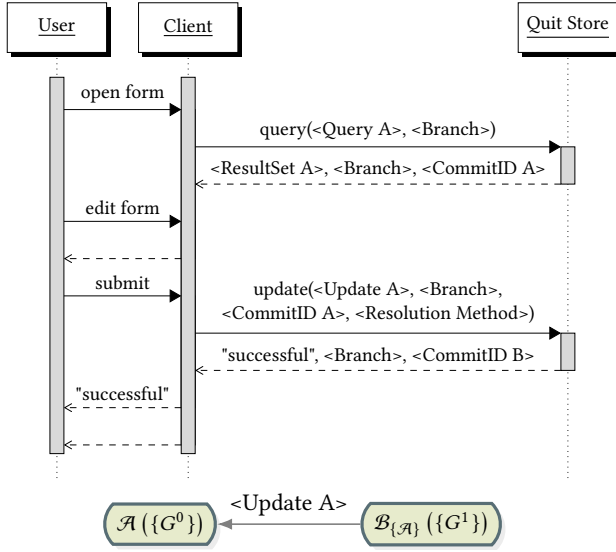 User
Client
Quit Store
open form
query(<Query A>, <Branch>)
<ResultSet A>, <Branch>, <CommitID A>
edit form
submit
update(<Update A>, <Branch>,
<CommitID A>, <Resolution Method>)
"successful", <Branch>, <CommitID B>
"successful"
<Update A>
𝒜 ({G⁰})
ℬ{𝒜} ({G¹})